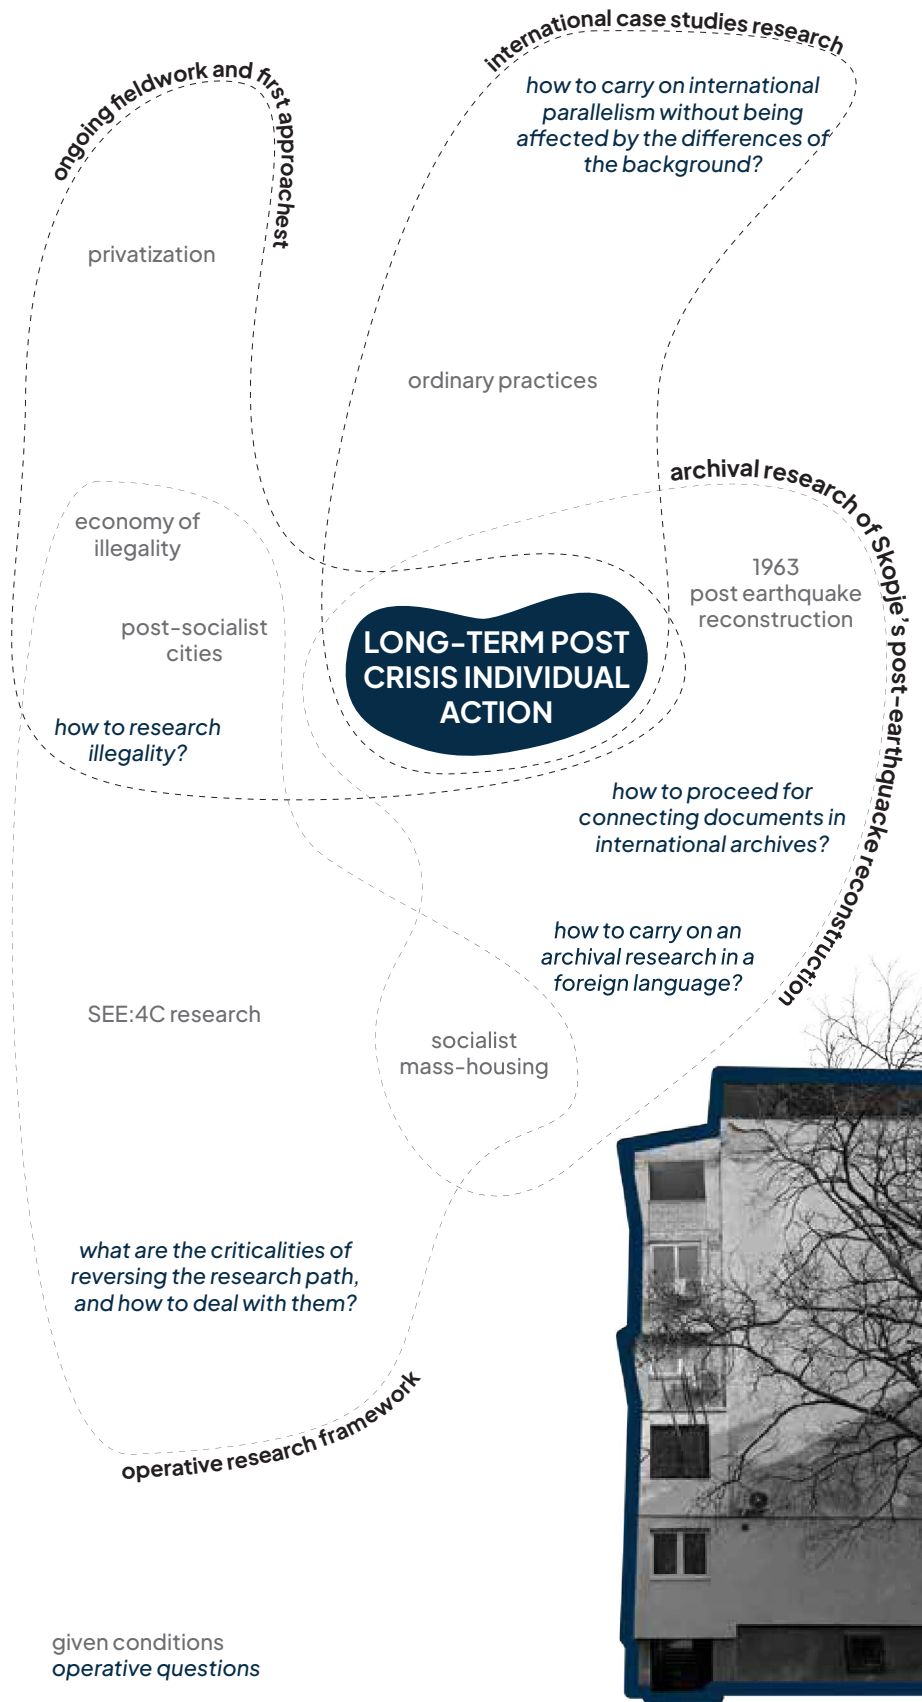 international case studies research
how to carry on international
parallelism without being
affected by the differences of
the background?
ongoing fieldwork and first approachest
privatization
ordinary practices
archival research of Skopje's post-earthquacke reconstruction
economy of
illegality
1963
post earthquake
reconstruction
post-socialist
cities
LONG-TERM POST
CRISIS INDIVIDUAL
ACTION
how to research
illegality?
how to proceed for
connecting documents in
international archives?
how to carry on an
archival research in a
foreign language?
SEE:4C research
socialist
mass-housing
what are the criticalities of
reversing the research path,
and how to deal with them?
operative research framework
given conditions
operative questions